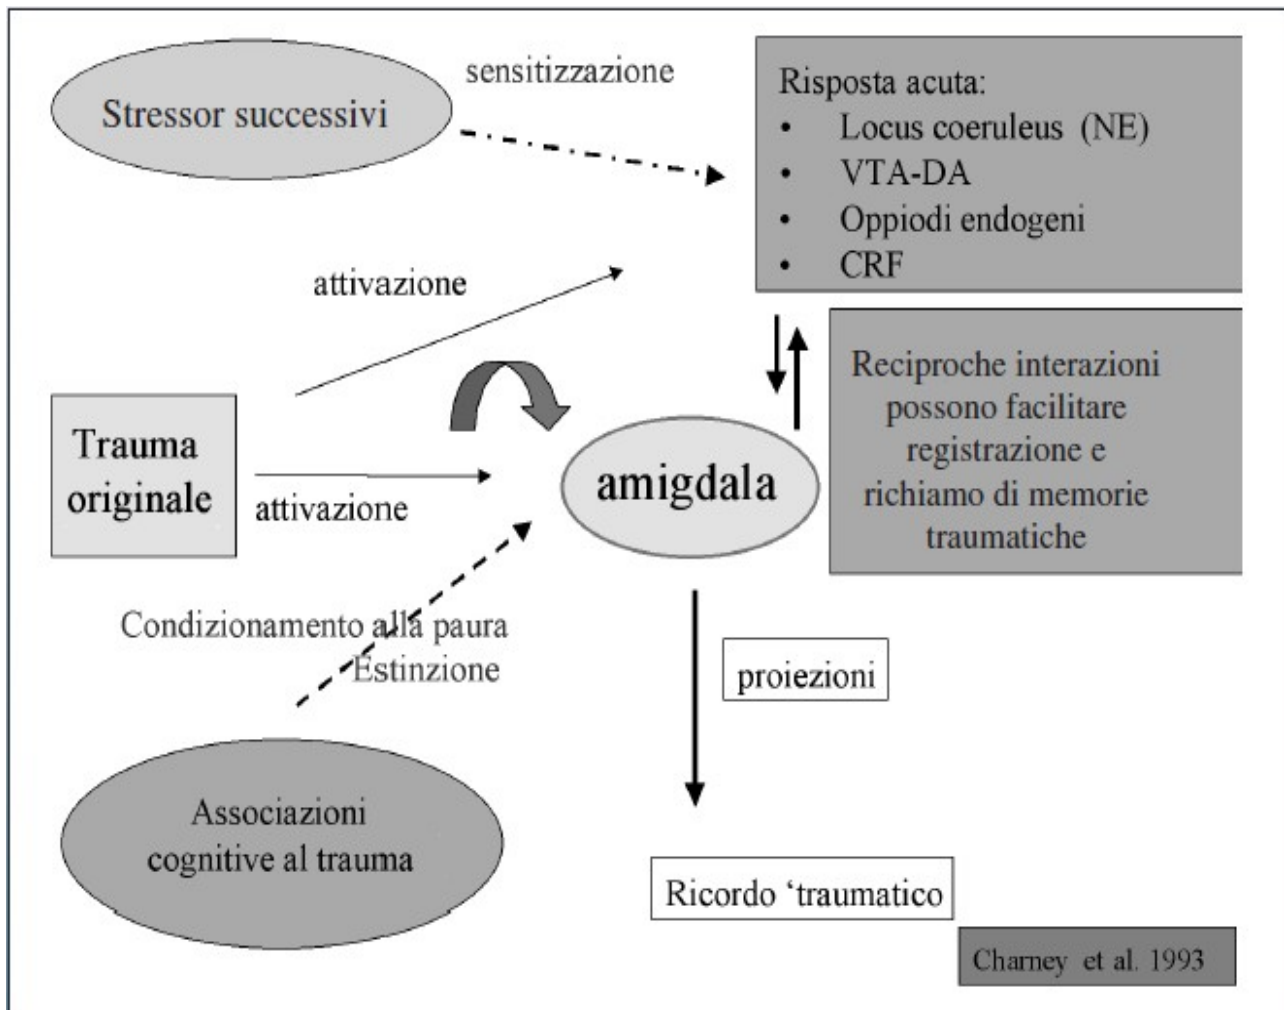 sensitizzazione
Stressor successivi
Risposta acuta:
• Locus coeruleus (NE)
• VTA-DA
• Oppiodi endogeni
• CRF
attivazione
Reciproche interazioni
possono facilitare
registrazione e
richiamo di memorie
traumatiche
Trauma
originale
attivazione
amigdala
Condizionamento alla paura
Estinzione
proiezioni
Associazioni
cognitive al trauma
Ricordo ‘traumatico
Charney et al. 1993